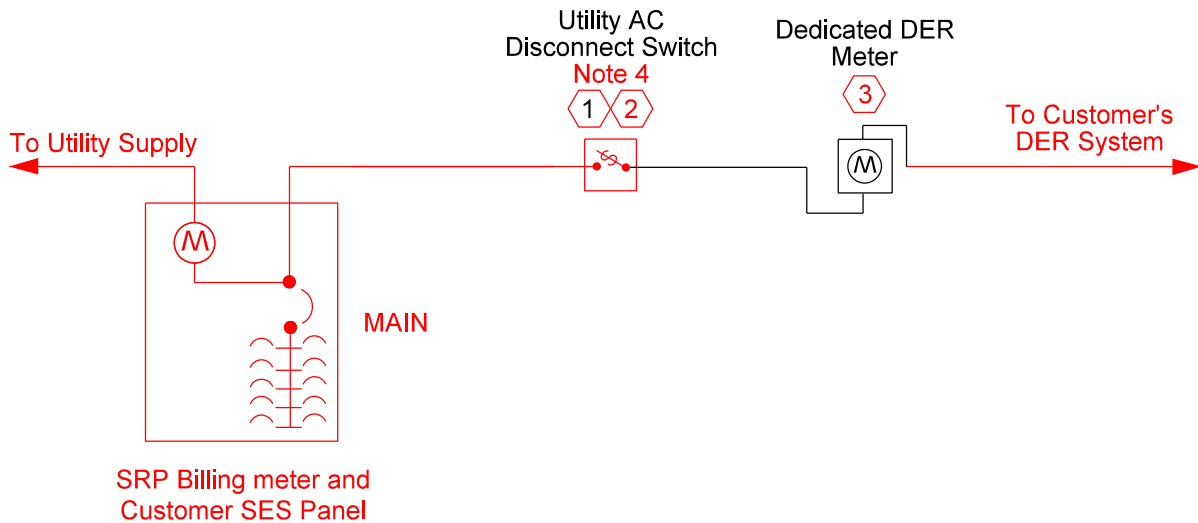 Utility AC
Disconnect Switch
Note 4
1 2
Dedicated DER
Meter
3
To Utility Supply
To Customer's
DER System
M
M
MAIN
SRP Billing meter and
Customer SES Panel